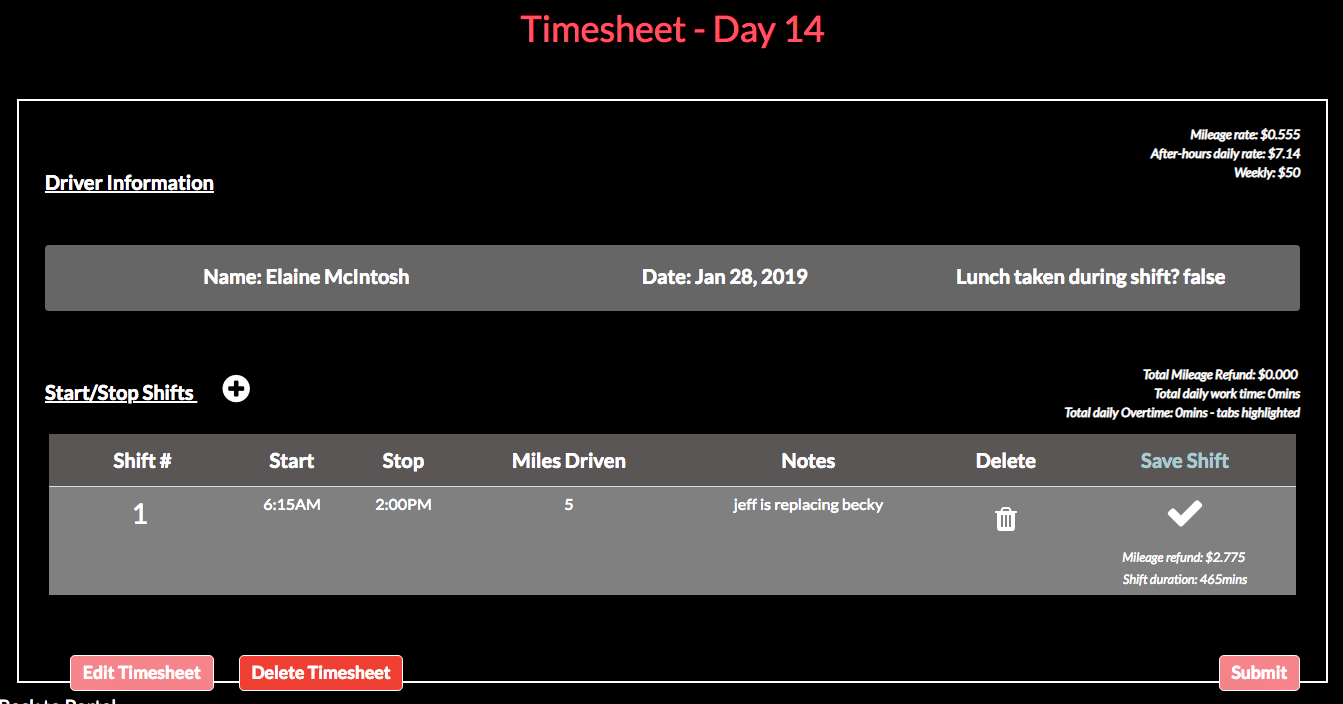 Timesheet - Day 14
Mileage rate: $0.555
After-hours daily rate: $7.14
Weekly: $50
Driver Information
Name: Elaine McIntosh Date: Jan 28, 2019 Lunch taken during shift? false
Total Mileage Refund: $0.000
Total daily work time: 0mins
Total daily Overtime: 0mins - tabs highlighted
Start/Stop Shifts
Shift # Start Stop Miles Driven Notes Delete Save Shift
1 6:15AM 2:00PM 5 jeff is replacing becky
Mileage refund: $2.775
Shift duration: 465mins
Edit Timesheet Delete Timesheet Submit
Back to Portal